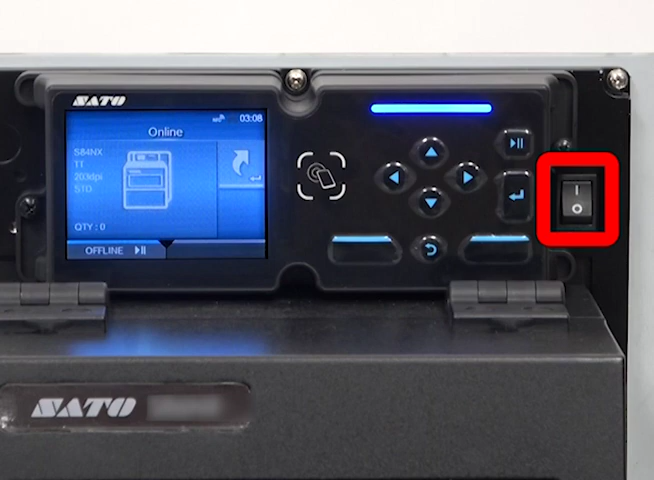 SATO
03:08
Online
S84NX
TT
203dpi
STD
QTY : 0
OFFLINE
I
O
SATO